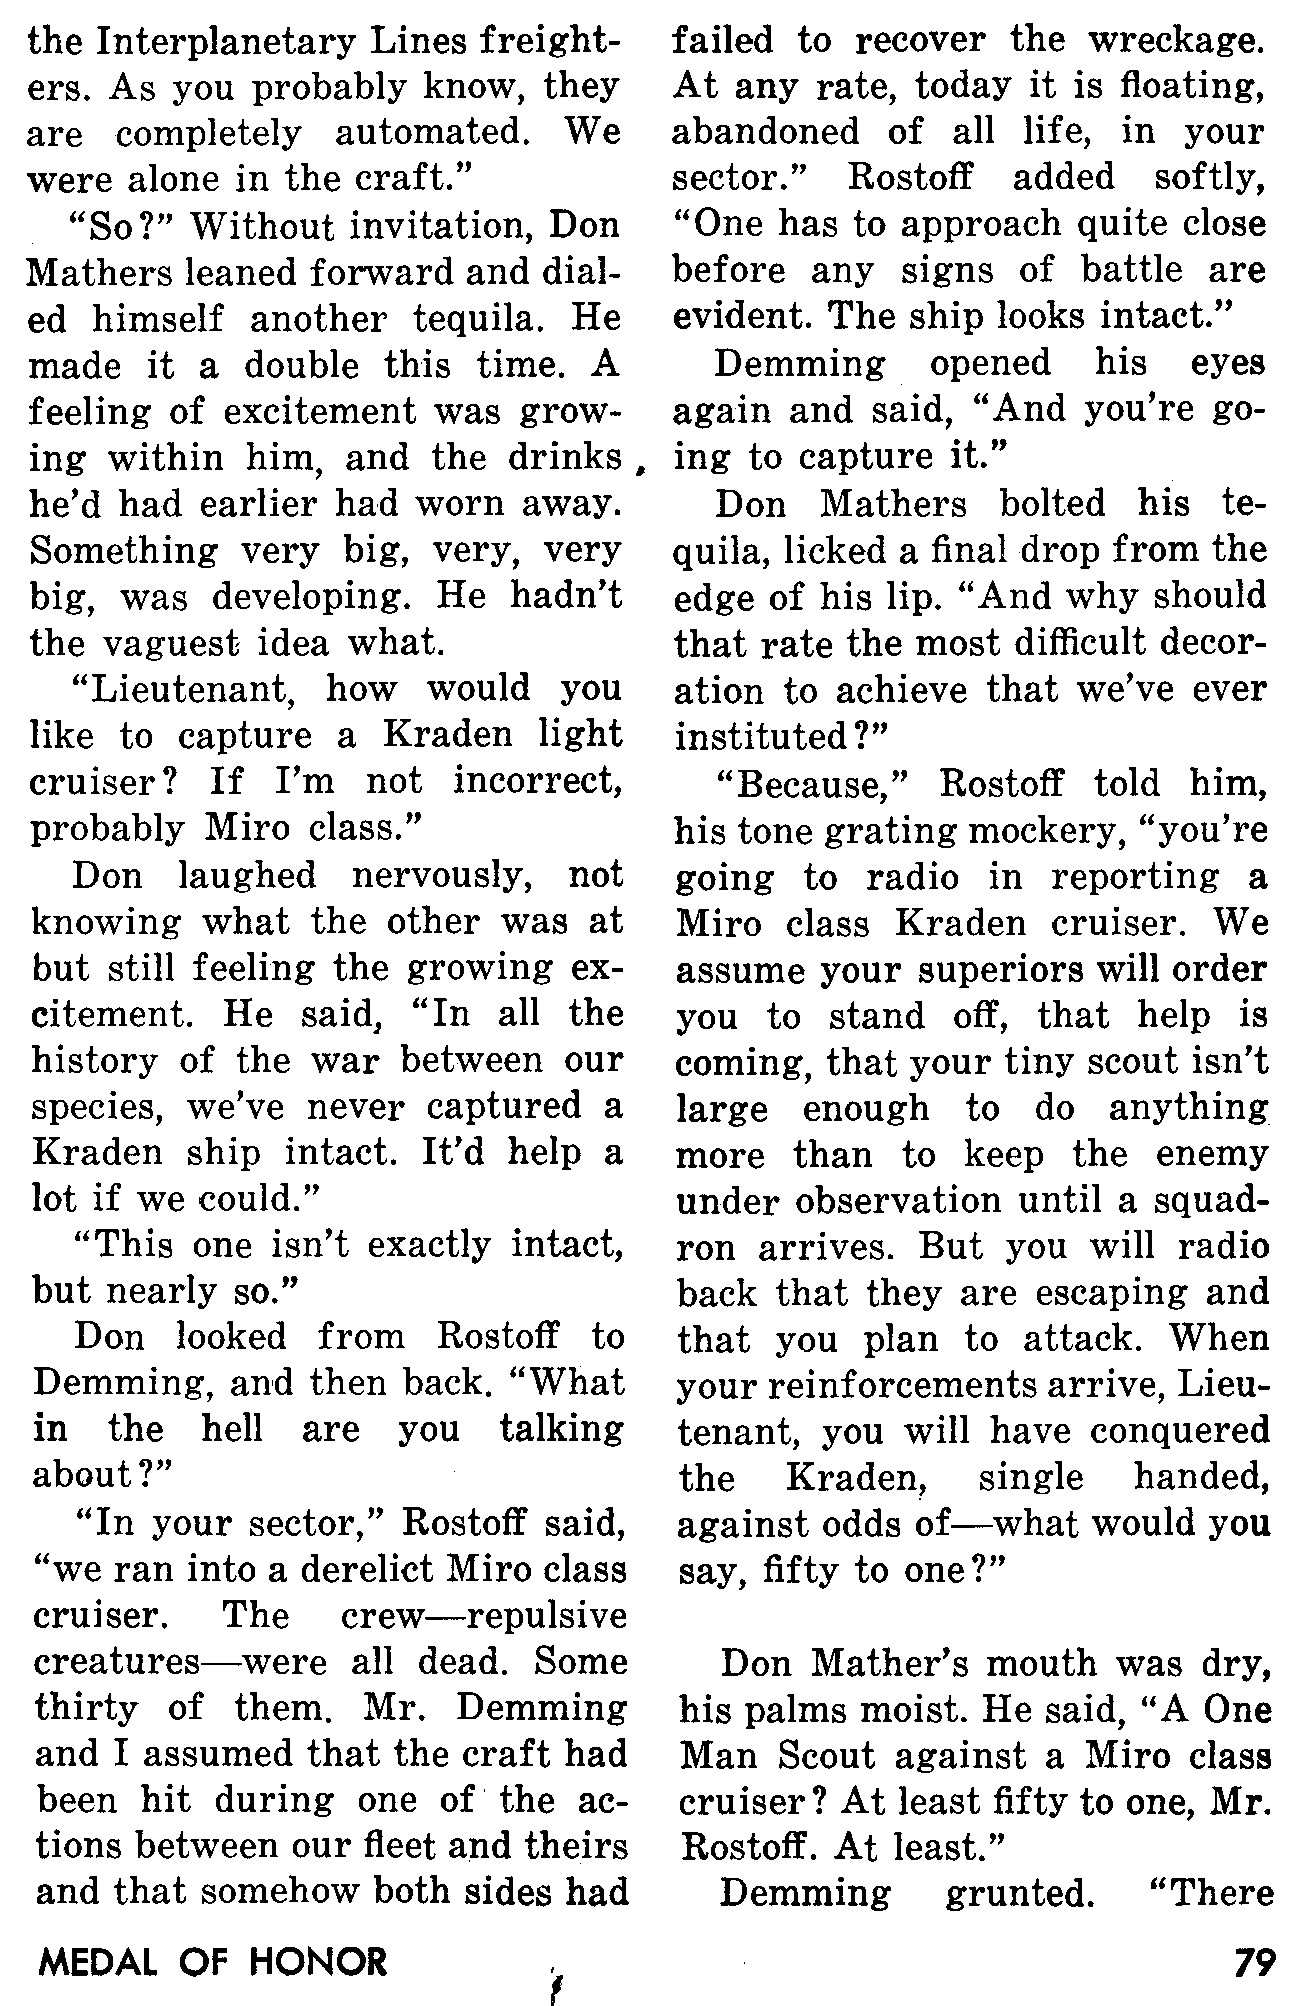 the Interplanetary Lines freight-
ers. As you probably know, they
are completely automated. We
were alone in the craft.”
“So?” Without invitation, Don
Mathers leaned forward and dial-
ed himself another tequila. He
made it a double this time. A
feeling of excitement was grow-
ing within him, and the drinks
he’d had earlier had worn away.
Something very big, very, very
big, was developing. He hadn’t
the vaguest idea what.
“Lieutenant, how would you
like to capture a Kraden light
cruiser? If I’m not incorrect,
probably Miro class.”
Don laughed nervously, not
knowing what the other was at
but still feeling the growing ex-
citement. He said, “In all the
history of the war between our
species, we’ve never captured a
Kraden ship intact. It’d help a
lot if we could.”
“This one isn’t exactly intact,
but nearly so.”
Don looked from Rostoff to
Demming, and then back. “What
in the hell are you talking
about?”
“In your sector,” Rostoff said,
“we ran into a derelict Miro class
cruiser. The crew—repulsive
creatures—were all dead. Some
thirty of them. Mr. Demming
and I assumed that the craft had
been hit during one of the ac-
tions between our fleet and theirs
and that somehow both sides had
failed to recover the wreckage.
At any rate, today it is floating,
abandoned of all life, in your
sector.” Rostoff added softly,
“One has to approach quite close
before any signs of battle are
evident. The ship looks intact.”
Demming opened his eyes
again and said, “And you’re go-
ing to capture it.”
Don Mathers bolted his te-
quila, licked a final drop from the
edge of his lip. “And why should
that rate the most difficult decor-
ation to achieve that we’ve ever
instituted?”
“Because,” Rostoff told him,
his tone grating mockery, “you’re
going to radio in reporting a
Miro class Kraden cruiser. We
assume your superiors will order
you to stand off, that help is
coming, that your tiny scout isn’t
large enough to do anything
more than to keep the enemy
under observation until a squad-
ron arrives. But you will radio
back that they are escaping and
that you plan to attack. When
your reinforcements arrive, Lieu-
tenant, you will have conquered
the Kraden, single handed,
against odds of—what would you
say, fifty to one?”
Don Mather’s mouth was dry,
his palms moist. He said, “A One
Man Scout against a Miro class
cruiser? At least fifty to one, Mr.
Rostoff. At least.”
Demming grunted. “There
MEDAL OF HONOR
79